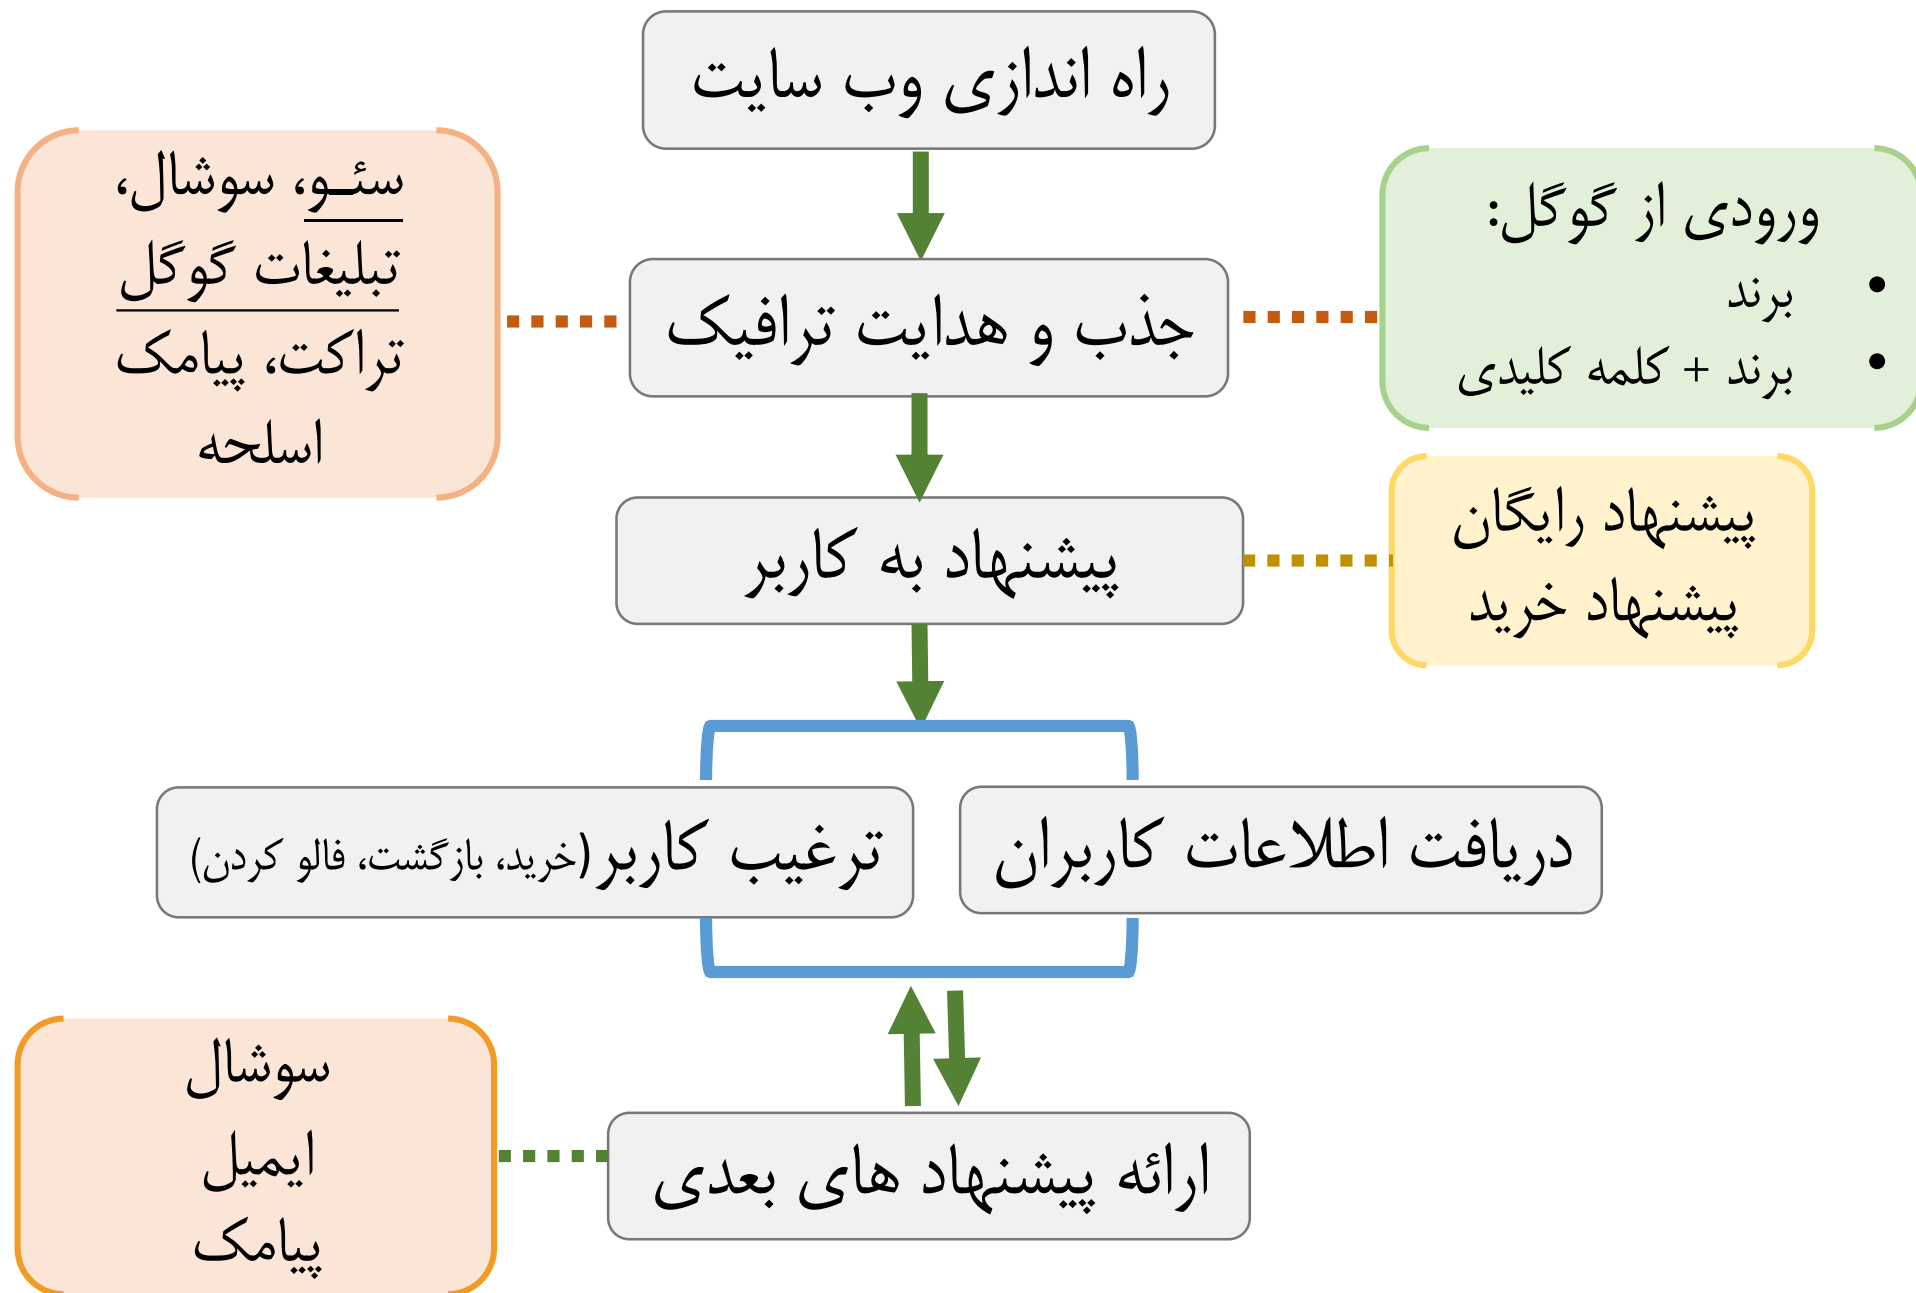 راه اندازی وب سایت
ورودی از گوگل:
• برند
• برند + کلمه کلیدی
جذب و هدایت ترافیک
سئـو، سوشال،
تبلیغات گوگل
تراکت، پیامک
اسلحه
پیشنهاد به کاربر
پیشنهاد رایگان
پیشنهاد خرید
دریافت اطلاعات کاربران
ترغیب کاربر(خرید، بازگشت، فالو کردن)
ارائه پیشنهاد های بعدی
سوشال
ایمیل
پیامک